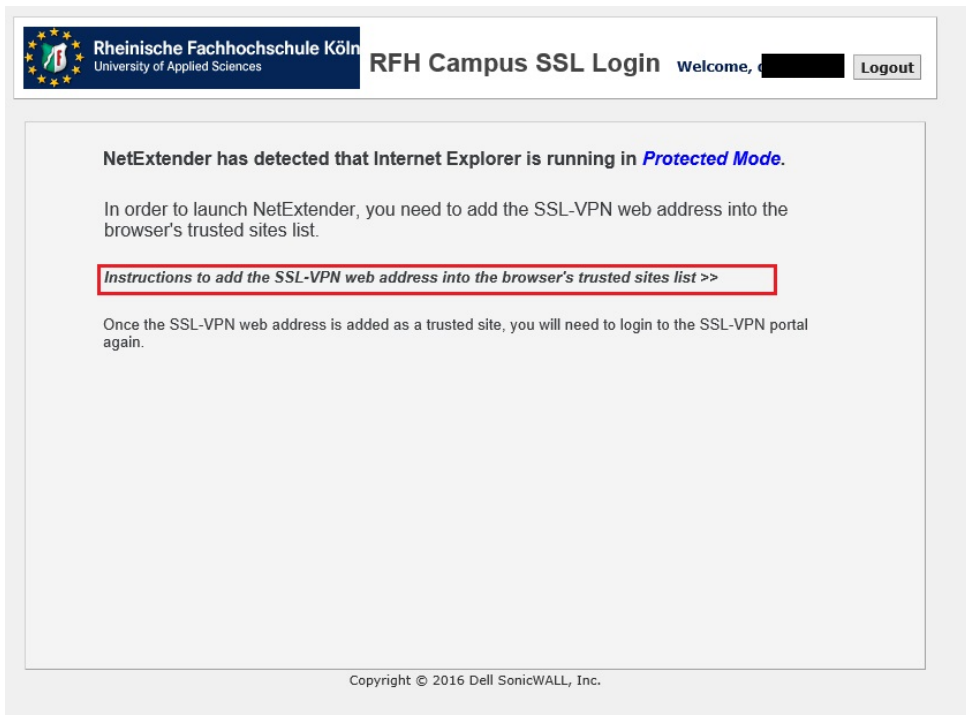 Rheinische Fachhochschule Köln
University of Applied Sciences
RFH Campus SSL Login Welcome, Logout
NetExtender has detected that Internet Explorer is running in Protected Mode.
In order to launch NetExtender, you need to add the SSL-VPN web address into the
browser's trusted sites list.
Instructions to add the SSL-VPN web address into the browser's trusted sites list >>
Once the SSL-VPN web address is added as a trusted site, you will need to login to the SSL-VPN portal
again.
Copyright © 2016 Dell SonicWALL, Inc.